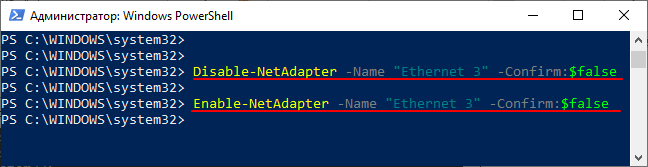 Администратор: Windows PowerShell
PS C:\WINDOWS\system32>
PS C:\WINDOWS\system32>
PS C:\WINDOWS\system32> Disable-NetAdapter -Name "Ethernet 3" -Confirm:$false
PS C:\WINDOWS\system32>
PS C:\WINDOWS\system32> Enable-NetAdapter -Name "Ethernet 3" -Confirm:$false
PS C:\WINDOWS\system32>